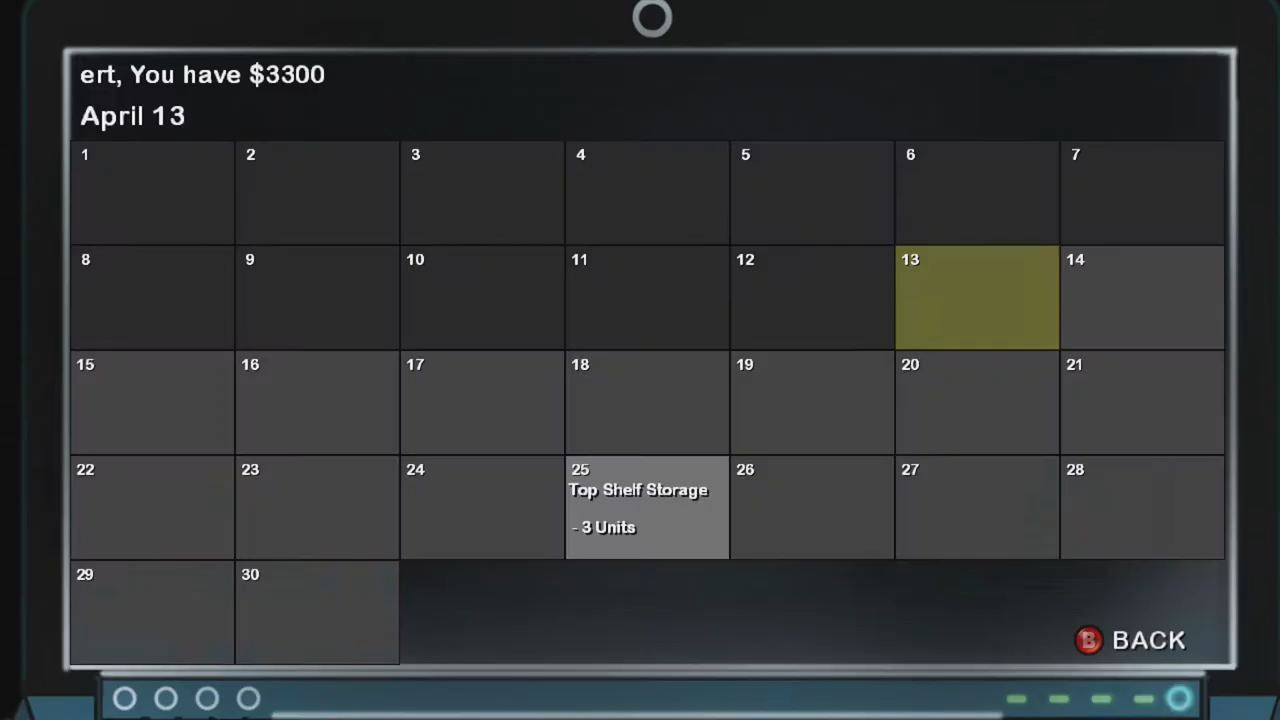 ert, You have $3300
April 13
1 2 3 4 5 6 7
8 9 10 11 12 13 14
15 16 17 18 19 20 21
22 23 24 25 26 27 28
Top Shelf Storage
- 3 Units
29 30
B BACK